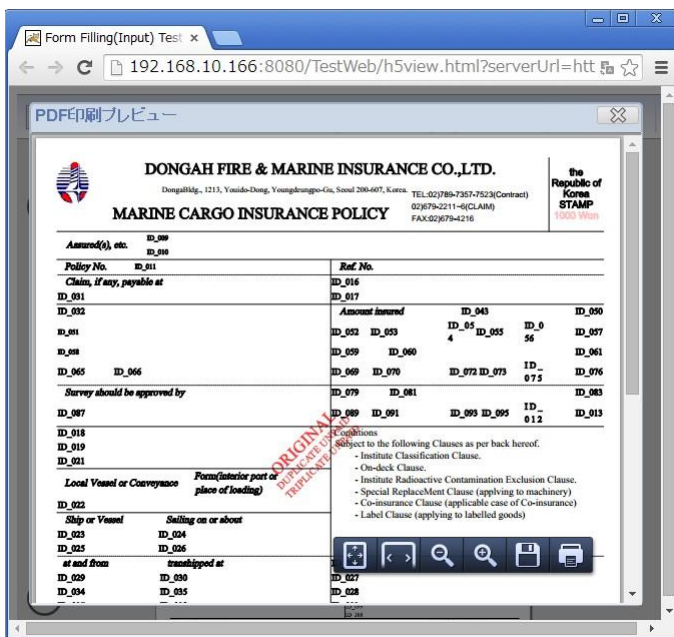 Form Filling(Input) Test
192.168.10.166:8080/TestWeb/h5view.html?serverUrl=htt
PDF印刷プレビュー
DONGAH FIRE & MARINE INSURANCE CO.,LTD.
DongaBldg., 1213, Youido-Dong, Youngdeungpo-Gu, Seoul 200-607, Korea.
TEL:02)789-7357-7523(Contract)
02)679-2211~6(CLAIM)
FAX:02)679-4216
the
Republic of
Korea
STAMP
1000 Won
MARINE CARGO INSURANCE POLICY
Assured(s), etc. ID_009
ID_010
Policy No. ID_011 Ref. No.
Claim, if any, payable at ID_016
ID_031 ID_017
ID_032 Amount insured ID_043 ID_050
ID_051 ID_052 ID_053 ID_054 ID_055 ID_056 ID_057
ID_058 ID_059 ID_060 ID_061
ID_065 ID_066 ID_069 ID_070 ID_072 ID_073 ID_075 ID_076
Survey should be approved by ID_079 ID_081 ID_083
ID_087 ID_089 ID_091 ID_093 ID_095 ID_012 ID_013
ORIGINAL
DUPLICATE UNPAID
TRIPLICATE UNPAID
ID_018 Conditions
ID_019 Subject to the following Clauses as per back hereof.
ID_021 - Institute Classification Clause.
- On-deck Clause.
Local Vessel or Conveyance Form(interior port or
place of loading)
- Institute Radioactive Contamination Exclusion Clause.
- Special ReplaceMent Clause (applying to machinery)
- Co-insurance Clause (applicable case of Co-insurance)
ID_022 - Label Clause (applying to labelled goods)
Ship or Vessel Sailing on or about
ID_023 ID_024
ID_025 ID_026
at and from transhipped at
ID_029 ID_030 ID_027
ID_034 ID_035 ID_028